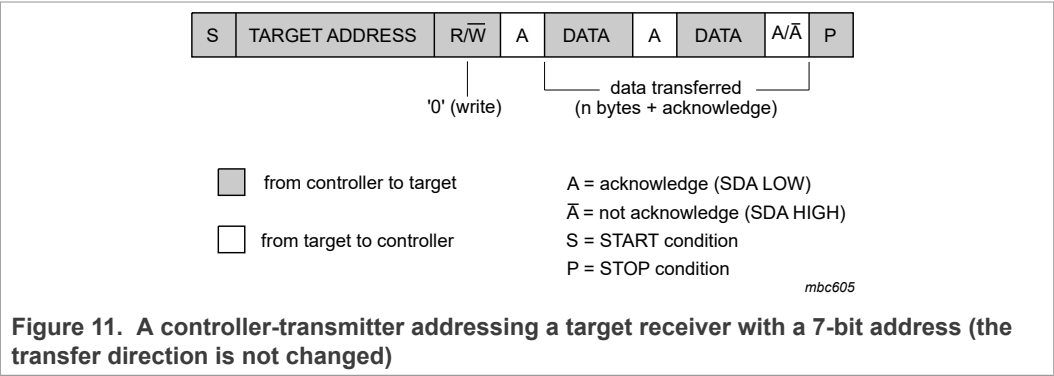 S TARGET ADDRESS R/W̅ A DATA A DATA A/A̅ P
data transferred
'0' (write) (n bytes + acknowledge)
from controller to target
from target to controller
A = acknowledge (SDA LOW)
A̅ = not acknowledge (SDA HIGH)
S = START condition
P = STOP condition
mbc605
Figure 11. A controller-transmitter addressing a target receiver with a 7-bit address (the
transfer direction is not changed)